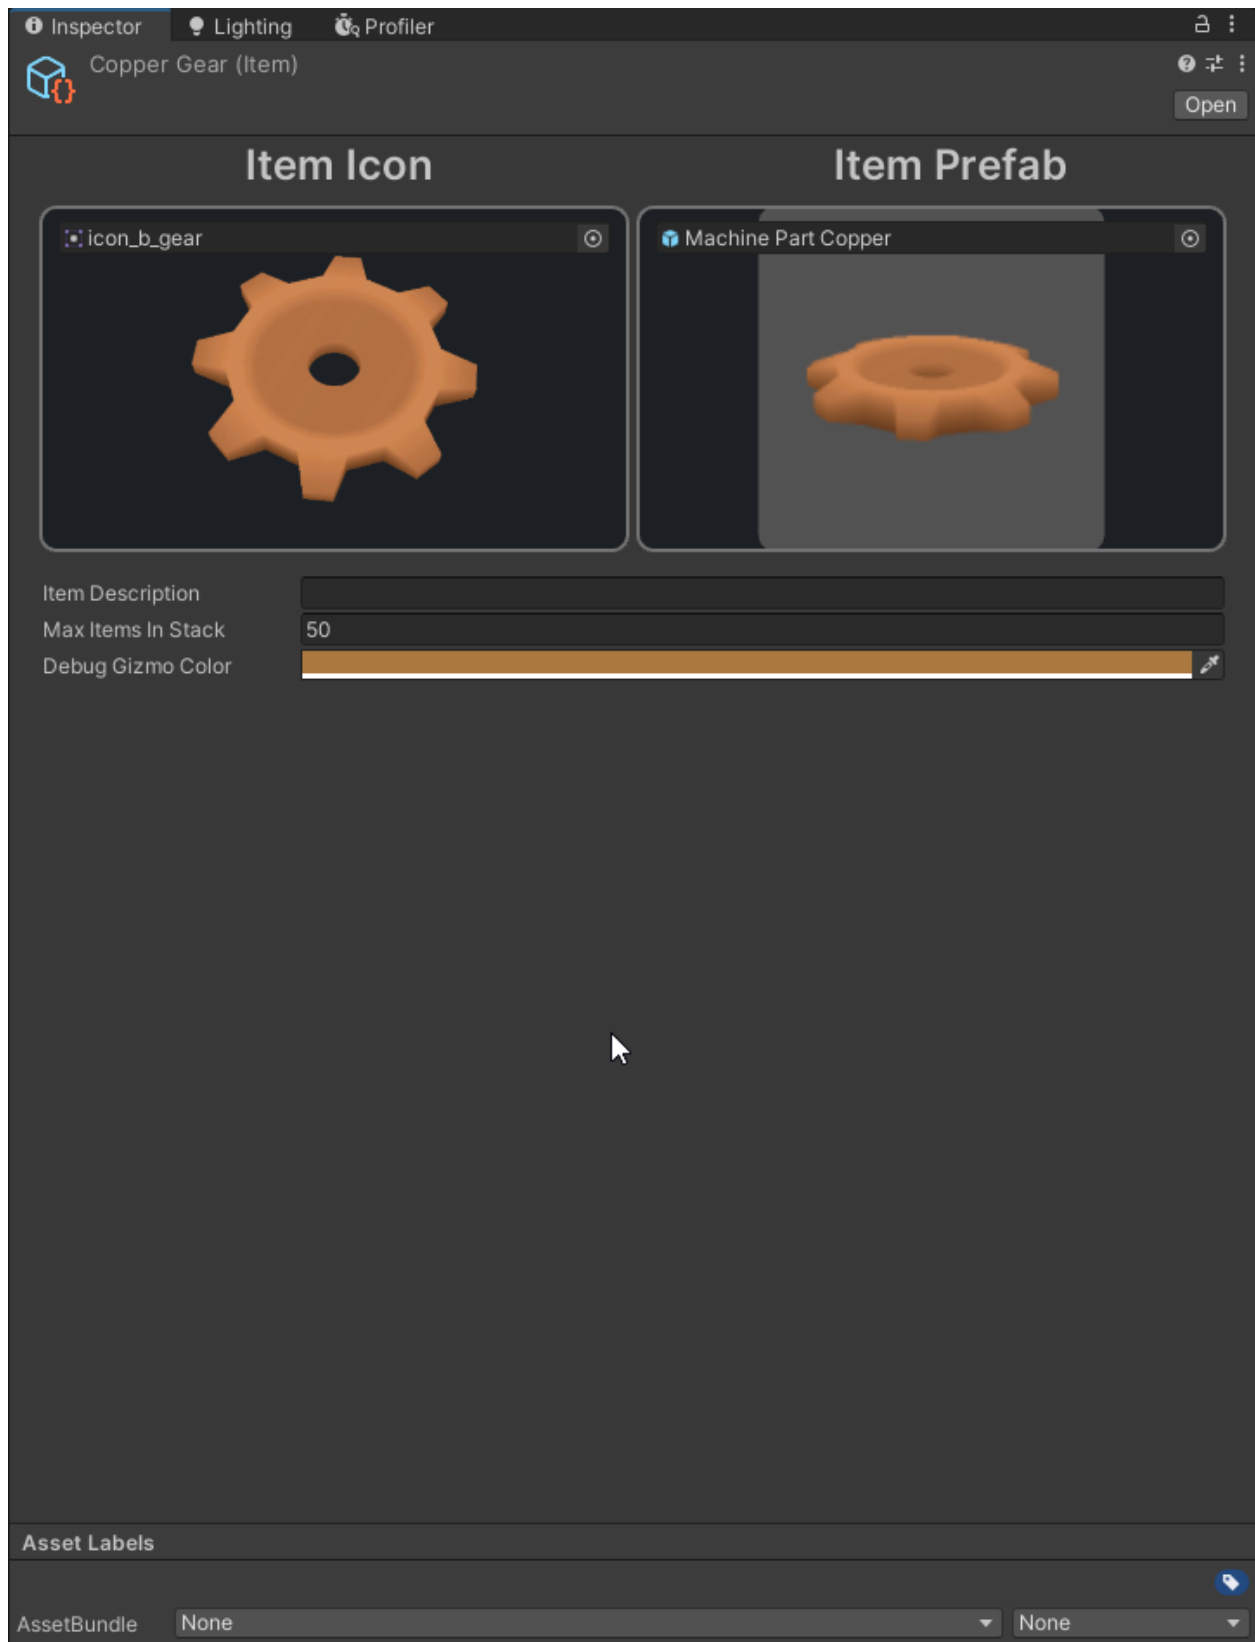 Inspector Lighting Profiler
Copper Gear (Item)
Open
Item Icon Item Prefab
icon_b_gear Machine Part Copper
Item Description
Max Items In Stack 50
Debug Gizmo Color
Asset Labels
AssetBundle None None